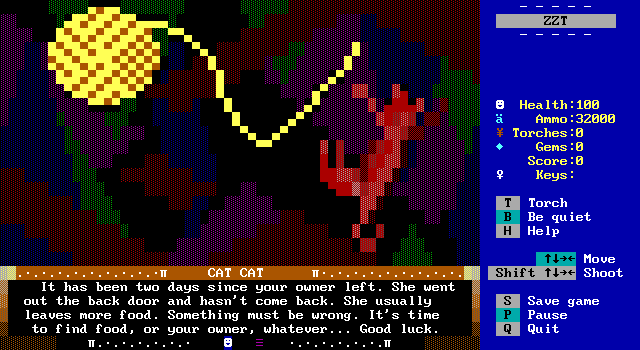 ZZT
Health:100
Ammo:32000
Torches:0
Gems:0
Score:0
Keys:
T Torch
B Be quiet
H Help
↑↓→← Move
Shift ↑↓→← Shoot
S Save game
P Pause
Q Quit
CAT CAT
It has been two days since your owner left. She went
out the back door and hasn't come back. She usually
leaves more food. Something must be wrong. It's time
to find food, or your owner, whatever... Good luck.